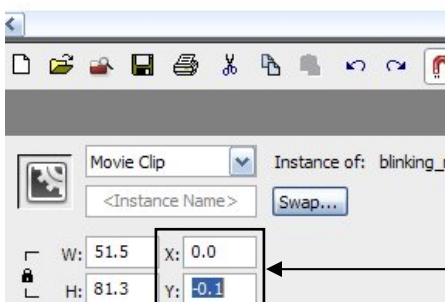 Movie Clip Instance of: blinking_
<Instance Name> Swap...
W: 51.5 X: 0.0
H: 81.3 Y: -0.1